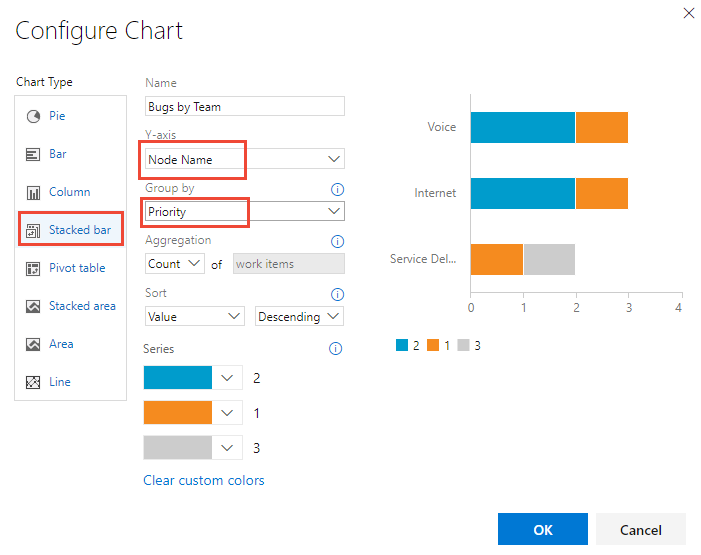 Configure Chart
Chart Type
Pie
Bar
Column
Stacked bar
Pivot table
Stacked area
Area
Line
Name
Bugs by Team
Y-axis
Node Name
Group by
Priority
Aggregation
Count of work items
Sort
Value Descending
Series
2
1
3
Clear custom colors
Voice
Internet
Service Del...
0 1 2 3 4
2 1 3
OK Cancel